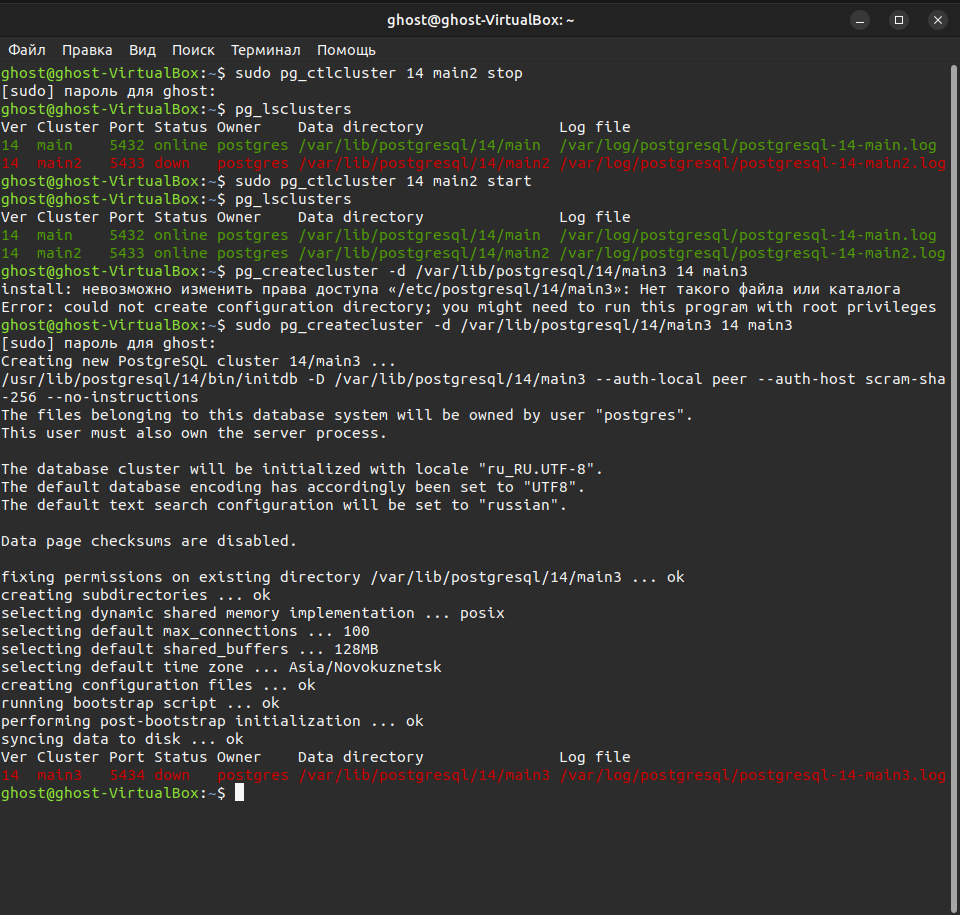 ghost@ghost-VirtualBox: ~
Файл Правка Вид Поиск Терминал Помощь
ghost@ghost-VirtualBox:~$ sudo pg_ctlcluster 14 main2 stop
[sudo] пароль для ghost:
ghost@ghost-VirtualBox:~$ pg_lsclusters
Ver Cluster Port Status Owner    Data directory               Log file
14  main    5432 online postgres /var/lib/postgresql/14/main  /var/log/postgresql/postgresql-14-main.log
14  main2   5433 down   postgres /var/lib/postgresql/14/main2 /var/log/postgresql/postgresql-14-main2.log
ghost@ghost-VirtualBox:~$ sudo pg_ctlcluster 14 main2 start
ghost@ghost-VirtualBox:~$ pg_lsclusters
Ver Cluster Port Status Owner    Data directory               Log file
14  main    5432 online postgres /var/lib/postgresql/14/main  /var/log/postgresql/postgresql-14-main.log
14  main2   5433 online postgres /var/lib/postgresql/14/main2 /var/log/postgresql/postgresql-14-main2.log
ghost@ghost-VirtualBox:~$ pg_createcluster -d /var/lib/postgresql/14/main3 14 main3
install: невозможно изменить права доступа «/etc/postgresql/14/main3»: Нет такого файла или каталога
Error: could not create configuration directory; you might need to run this program with root privileges
ghost@ghost-VirtualBox:~$ sudo pg_createcluster -d /var/lib/postgresql/14/main3 14 main3
[sudo] пароль для ghost:
Creating new PostgreSQL cluster 14/main3 ...
/usr/lib/postgresql/14/bin/initdb -D /var/lib/postgresql/14/main3 --auth-local peer --auth-host scram-sha
-256 --no-instructions
The files belonging to this database system will be owned by user "postgres".
This user must also own the server process.

The database cluster will be initialized with locale "ru_RU.UTF-8".
The default database encoding has accordingly been set to "UTF8".
The default text search configuration will be set to "russian".

Data page checksums are disabled.

fixing permissions on existing directory /var/lib/postgresql/14/main3 ... ok
creating subdirectories ... ok
selecting dynamic shared memory implementation ... posix
selecting default max_connections ... 100
selecting default shared_buffers ... 128MB
selecting default time zone ... Asia/Novokuznetsk
creating configuration files ... ok
running bootstrap script ... ok
performing post-bootstrap initialization ... ok
syncing data to disk ... ok
Ver Cluster Port Status Owner    Data directory               Log file
14  main3   5434 down   postgres /var/lib/postgresql/14/main3 /var/log/postgresql/postgresql-14-main3.log
ghost@ghost-VirtualBox:~$